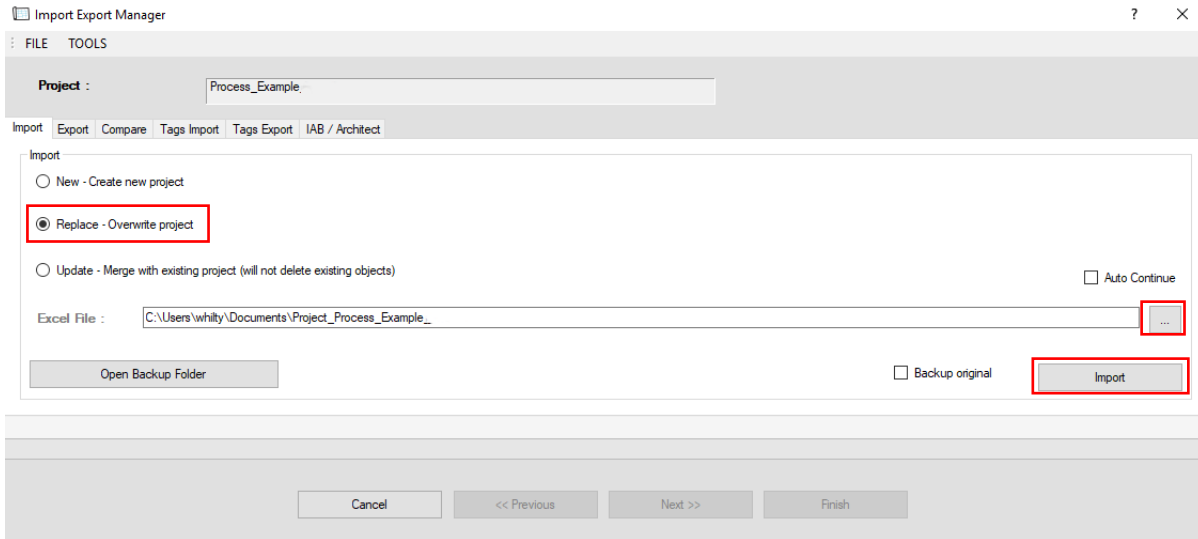 Import Export Manager ? ✕
FILE TOOLS
Project : Process_Example
Import Export Compare Tags Import Tags Export IAB / Architect
Import
New - Create new project
Replace - Overwrite project
Update - Merge with existing project (will not delete existing objects)
Auto Continue
Excel File : C:\Users\whilty\Documents\Project_Process_Example_ ...
Open Backup Folder Backup original Import
Cancel << Previous Next >> Finish